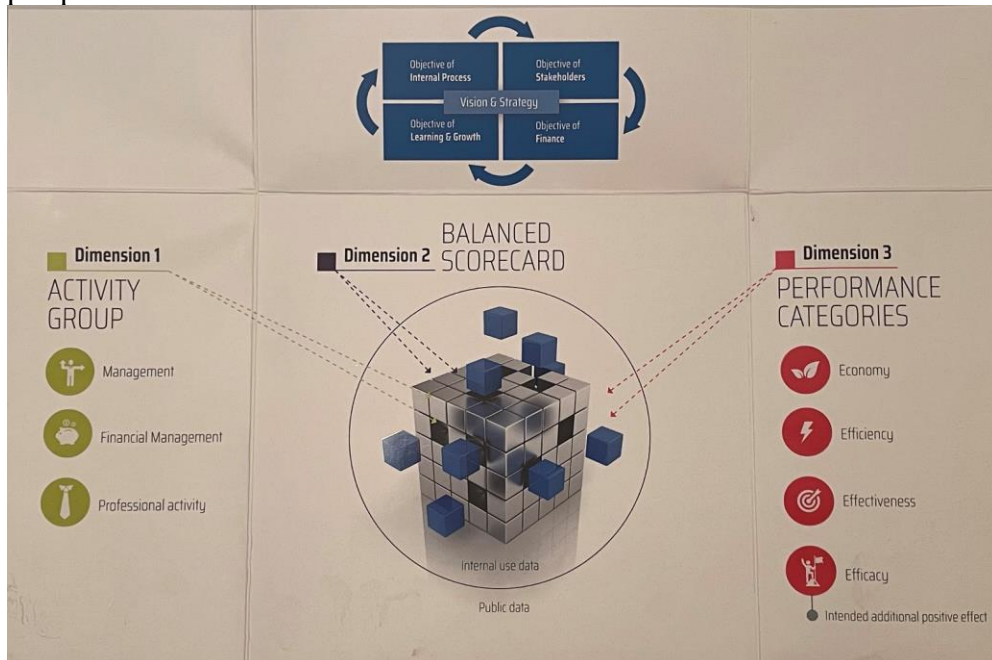 Objective of
Internal Process
Objective of
Stakeholders
Vision & Strategy
Objective of
Learning & Growth
Objective of
Finance
Dimension 1
ACTIVITY
GROUP
Management
Financial Management
Professional activity
Dimension 2
BALANCED
SCORECARD
Internal use data
Public data
Dimension 3
PERFORMANCE
CATEGORIES
Economy
Efficiency
Effectiveness
Efficacy
Intended additional positive effect